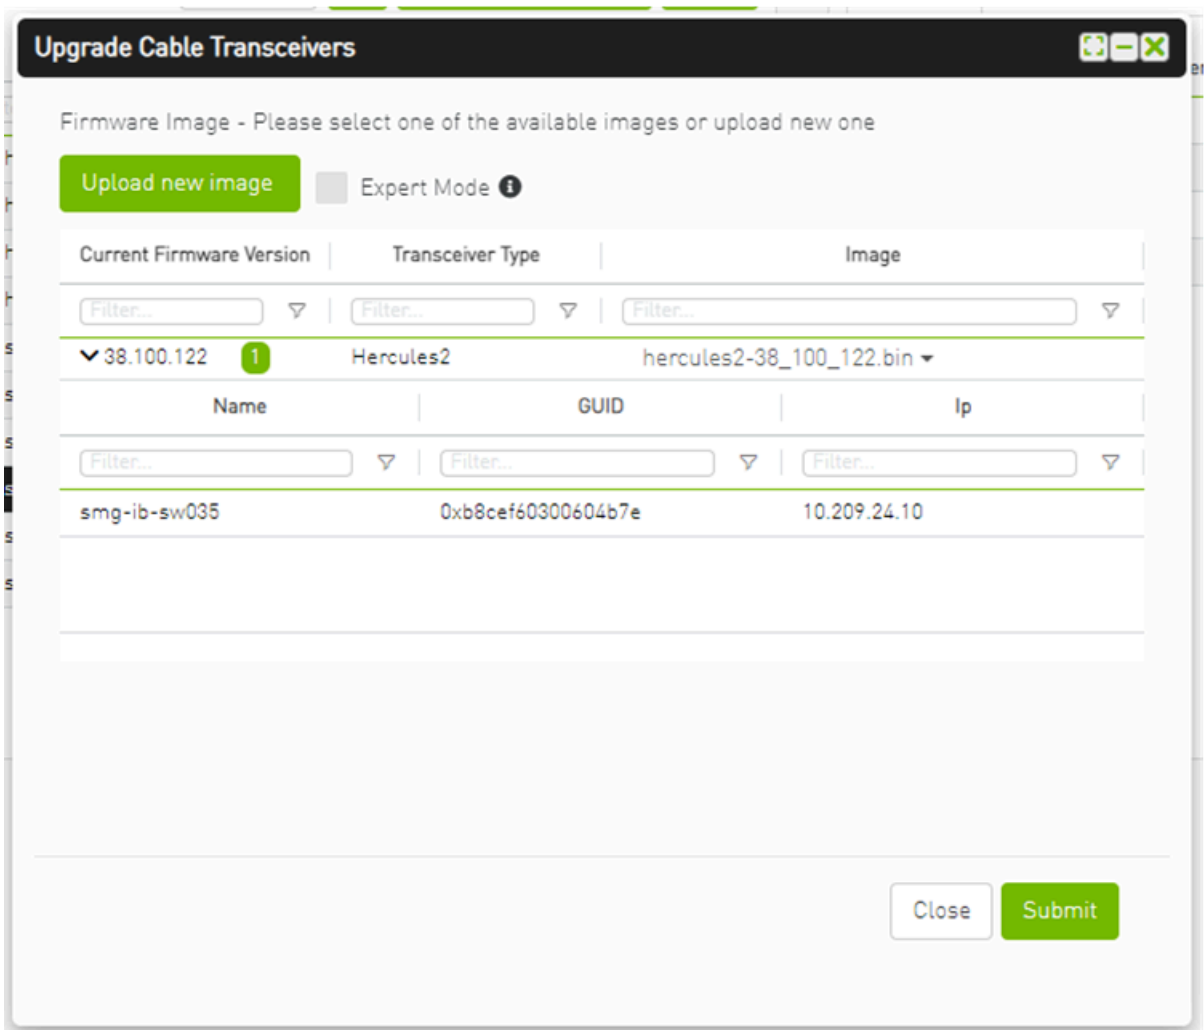 Upgrade Cable Transceivers
Firmware Image - Please select one of the available images or upload new one
Upload new image Expert Mode
Current Firmware Version Transceiver Type Image
Filter... Filter... Filter...
38.100.122 1 Hercules2 hercules2-38_100_122.bin
Name GUID Ip
Filter... Filter... Filter...
smg-ib-sw035 0xb8cef60300604b7e 10.209.24.10
Close Submit